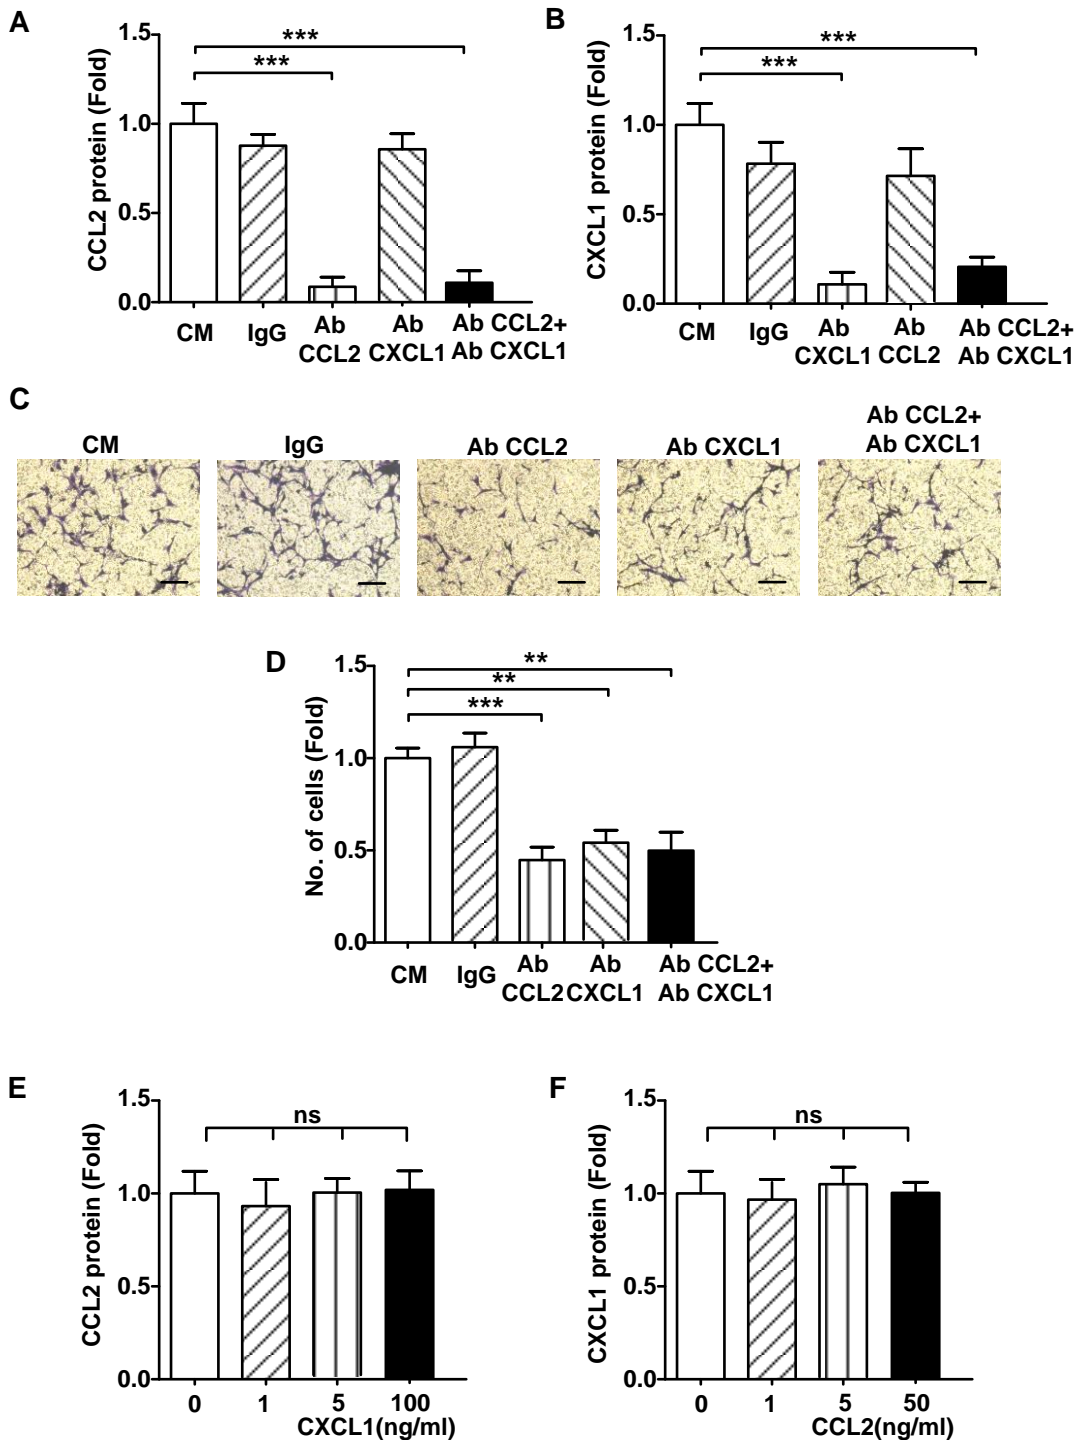 A
CCL2 protein (Fold)
1.5
1.0
0.5
0.0
***
***
CM
IgG
Ab
CCL2
Ab
CXCL1
Ab CCL2+
Ab CXCL1
B
CXCL1 protein (Fold)
1.5
1.0
0.5
0.0
***
***
CM
IgG
Ab
CXCL1
Ab
CCL2
Ab CCL2+
Ab CXCL1
C
CM
IgG
Ab CCL2
Ab CXCL1
Ab CCL2+
Ab CXCL1
D
No. of cells (Fold)
1.5
1.0
0.5
0.0
**
**
***
CM
IgG
Ab
CCL2
Ab
CXCL1
Ab CCL2+
Ab CXCL1
E
CCL2 protein (Fold)
1.5
1.0
0.5
0.0
ns
0 1 5 100
CXCL1(ng/ml)
F
CXCL1 protein (Fold)
1.5
1.0
0.5
0.0
ns
0 1 5 50
CCL2(ng/ml)